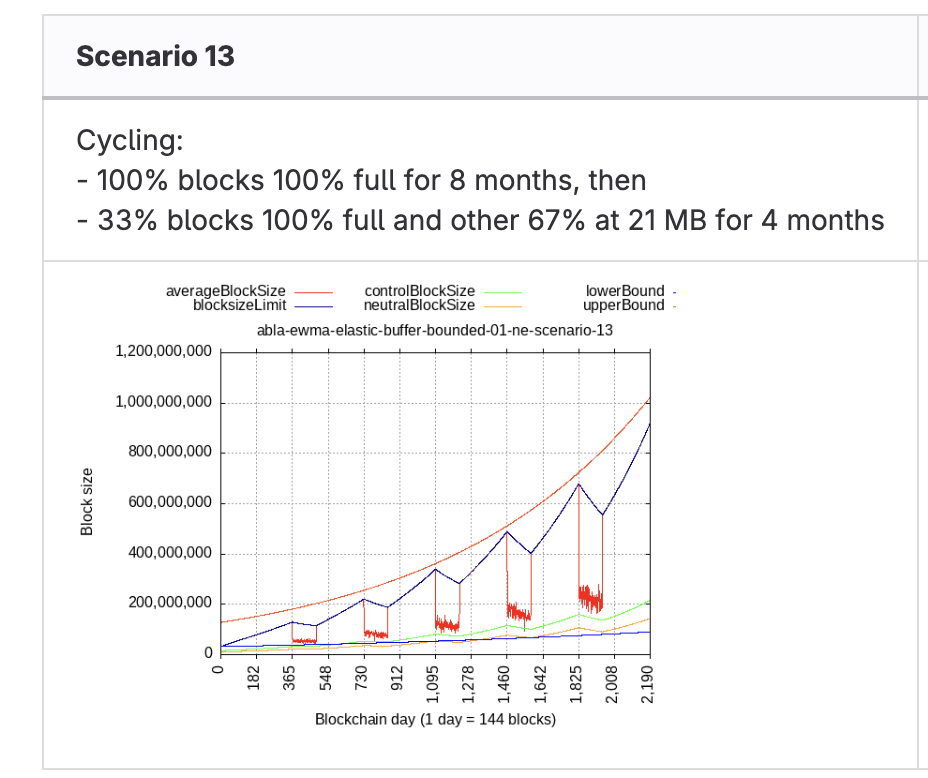 Scenario 13
Cycling:
- 100% blocks 100% full for 8 months, then
- 33% blocks 100% full and other 67% at 21 MB for 4 months
averageBlockSize controlBlockSize lowerBound
blocksizeLimit neutralBlockSize upperBound
abla-ewma-elastic-buffer-bounded-01-ne-scenario-13
1,200,000,000
1,000,000,000
800,000,000
600,000,000
400,000,000
200,000,000
0
Block size
0 182 365 548 730 912 1,095 1,278 1,460 1,642 1,825 2,008 2,190
Blockchain day (1 day = 144 blocks)